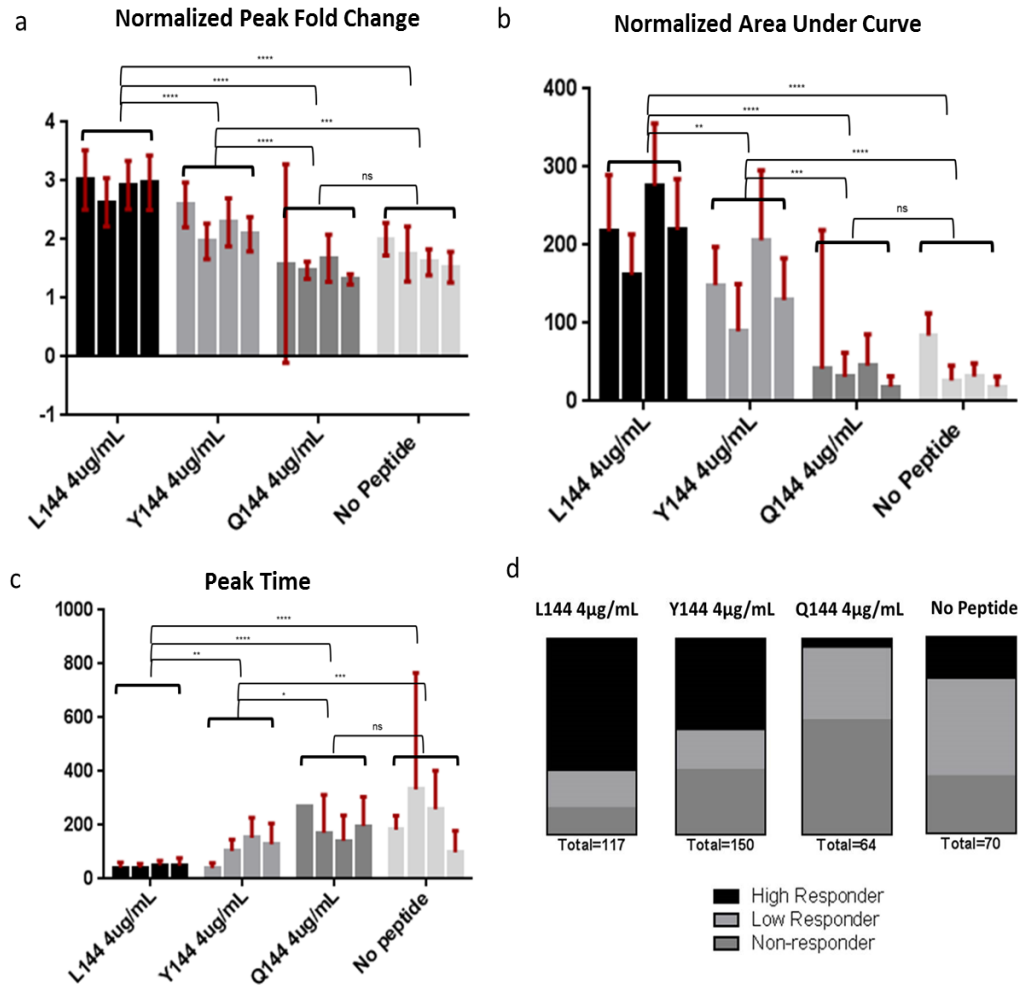 a
Normalized Peak Fold Change
****
****
****
***
****
ns
4
3
2
1
0
-1
L144 4ug/mL
Y144 4ug/mL
Q144 4ug/mL
No Peptide
b
Normalized Area Under Curve
****
****
**
****
***
ns
400
300
200
100
0
L144 4ug/mL
Y144 4ug/mL
Q144 4ug/mL
No Peptide
c
Peak Time
****
****
**
***
*
ns
1000
800
600
400
200
0
L144 4ug/mL
Y144 4ug/mL
Q144 4ug/mL
No peptide
d
L144 4µg/mL Y144 4µg/mL Q144 4µg/mL No Peptide
Total=117 Total=150 Total=64 Total=70
High Responder
Low Responder
Non-responder